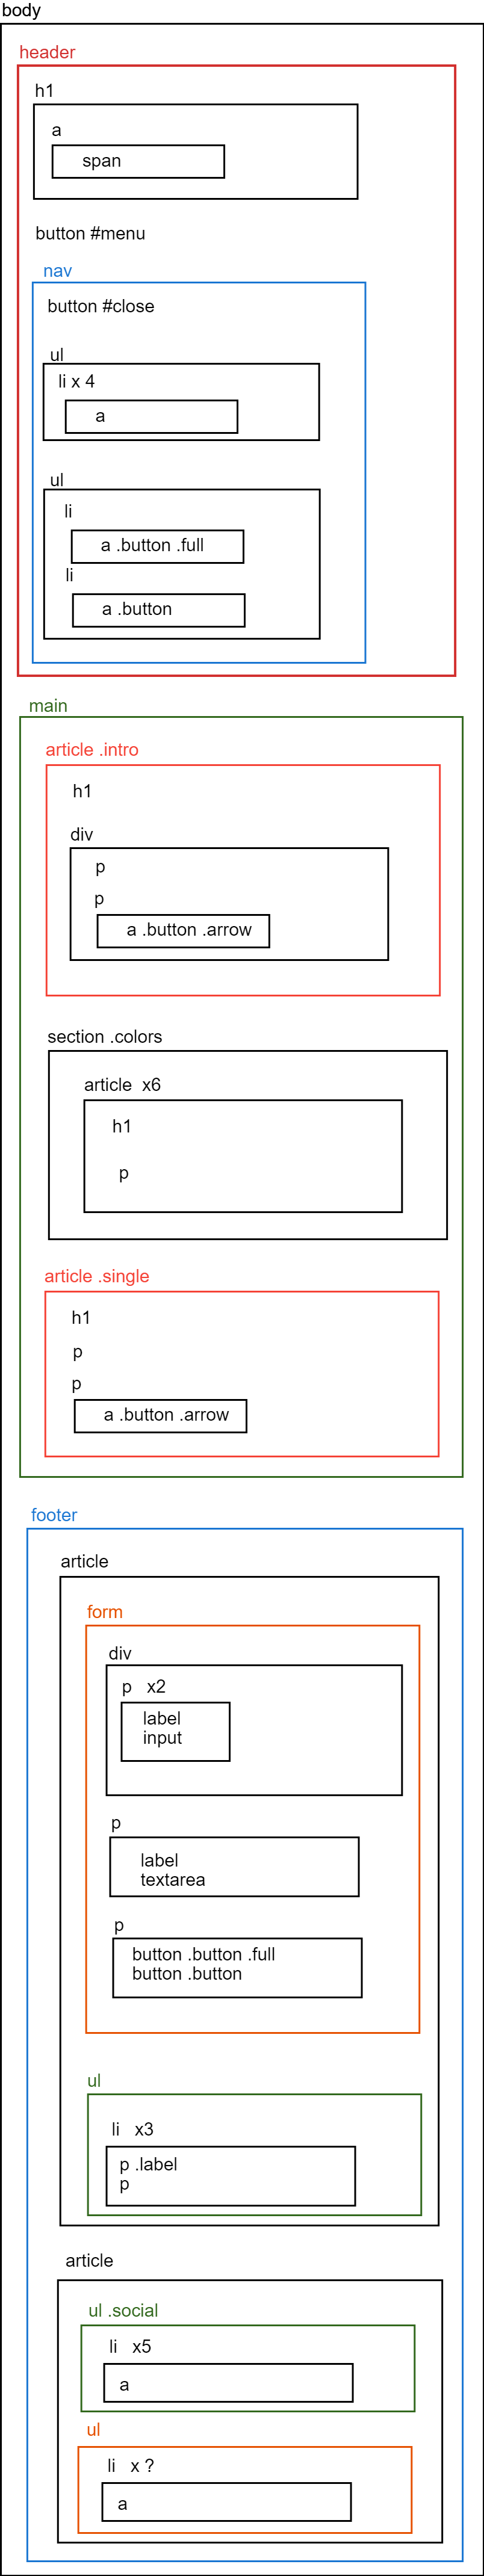 body
header
h1
a
span
button #menu
nav
button #close
ul
li x 4
a
ul
li
a .button .full
li
a .button
main
article .intro
h1
div
p
p
a .button .arrow
section .colors
article x6
h1
p
article .single
h1
p
p
a .button .arrow
footer
article
form
div
p x2
label
input
p
label
textarea
p
button .button .full
button .button
ul
li x3
p .label
p
article
ul .social
li x5
a
ul
li x ?
a